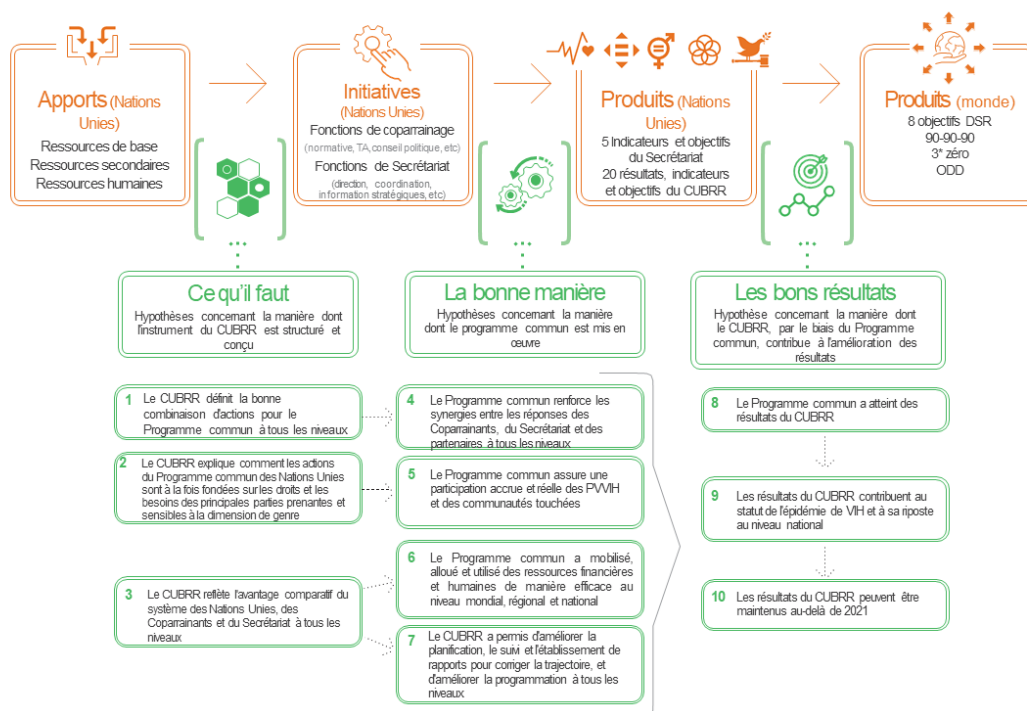 Apports (Nations
Unies)
Ressources de base
Ressources secondaires
Ressources humaines
Initiatives
(Nations Unies)
Fonctions de coparrainage
(normative, TA, conseil politique, etc)
Fonctions de Secrétariat
(direction, coordination,
information stratégiques, etc)
Produits (Nations
Unies)
5 Indicateurs et objectifs
du Secrétariat
20 résultats, indicateurs
et objectifs du CUBRR
Produits (monde)
8 objectifs DSR
90-90-90
3* zéro
ODD
Ce qu'il faut
Hypothèses concernant la manière dont
l'instrument du CUBRR est structuré et
conçu
La bonne manière
Hypothèses concernant la manière
dont le programme commun est mis en
œuvre
Les bons résultats
Hypothèse concernant la manière dont
le CUBRR, par le biais du Programme
commun, contribue à l'amélioration des
résultats
1 Le CUBRR définit la bonne
combinaison d'actions pour le
Programme commun à tous les niveaux
2 Le CUBRR explique comment les actions
du Programme commun des Nations Unies
sont à la fois fondées sur les droits et les
besoins des principales parties prenantes et
sensibles à la dimension de genre
3 Le CUBRR reflète l'avantage comparatif du
système des Nations Unies, des
Coparrainants et du Secrétariat à tous les
niveaux
4 Le Programme commun renforce les
synergies entre les réponses des
Coparrainants, du Secrétariat et des
partenaires à tous les niveaux
5 Le Programme commun assure une
participation accrue et réelle des PVVIH
et des communautés touchées
6 Le Programme commun a mobilisé,
alloué et utilisé des ressources financières
et humaines de manière efficace au
niveau mondial, régional et national
7 Le CUBRR a permis d'améliorer la
planification, le suivi et l'établissement de
rapports pour corriger la trajectoire, et
d'améliorer la programmation à tous les
niveaux
8 Le Programme commun a atteint des
résultats du CUBRR
9 Les résultats du CUBRR contribuent au
statut de l'épidémie de VIH et à sa riposte
au niveau national
10 Les résultats du CUBRR peuvent être
maintenus au-delà de 2021